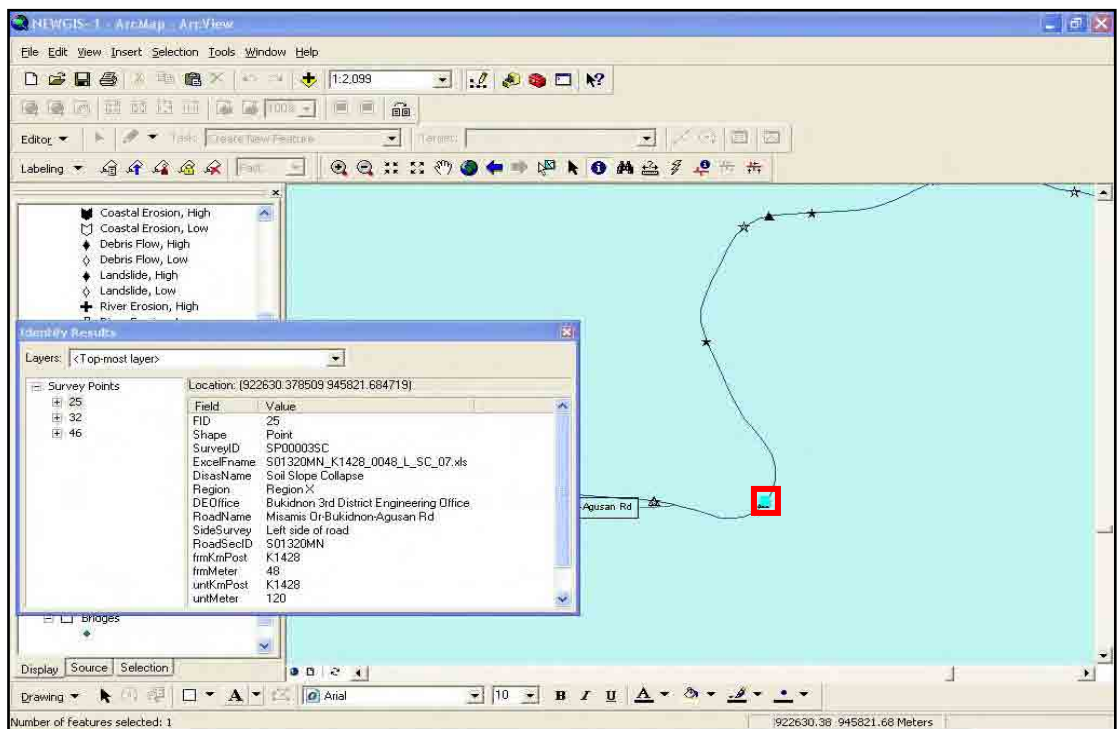 NEWGIS-1 - ArcMap - ArcView
File Edit View Insert Selection Tools Window Help
1:2,099
100%
Editor Task: Create New Feature Target:
Labeling Fast
Coastal Erosion, High
Coastal Erosion, Low
Debris Flow, High
Debris Flow, Low
Landslide, High
Landslide, Low
River Erosion, High
Identify Results
Layers: <Top-most layer>
Survey Points
25
32
46
Location: (922630.378509 945821.684719)
Field Value
FID 25
Shape Point
SurveyID SP00003SC
ExcelFname S01320MN_K1428_0048_L_SC_07.xls
DisasName Soil Slope Collapse
Region Region X
DEOffice Bukidnon 3rd District Engineering Office
RoadName Misamis Or-Bukidnon-Agusan Rd
SideSurvey Left side of road
RoadSecID S01320MN
frmKmPost K1428
frmMeter 48
untKmPost K1428
untMeter 120
-Agusan Rd
Bridges
Display Source Selection
Drawing A Arial 10 B I U A
Number of features selected: 1
922630.38 945821.68 Meters